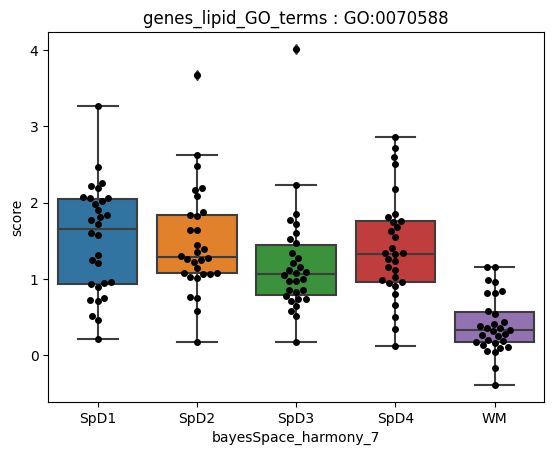 genes_lipid_GO_terms : GO:0070588
4
3
2
1
0
score
SpD1 SpD2 SpD3 SpD4 WM
bayesSpace_harmony_7